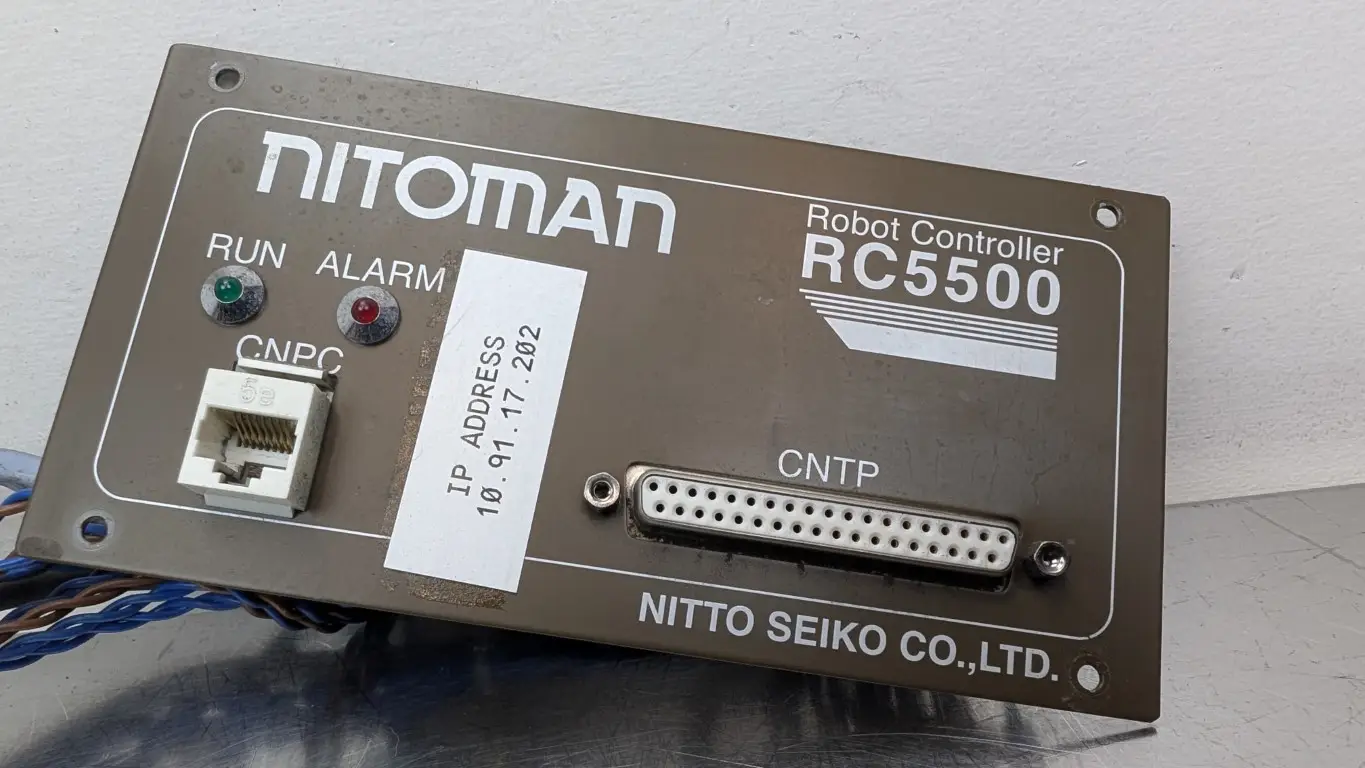 NITOMAN
Robot Controller
RC5500
RUN
ALARM
CNPC
IP ADDRESS
10.91.17.202
CNTP
NITTO SEIKO CO.,LTD.